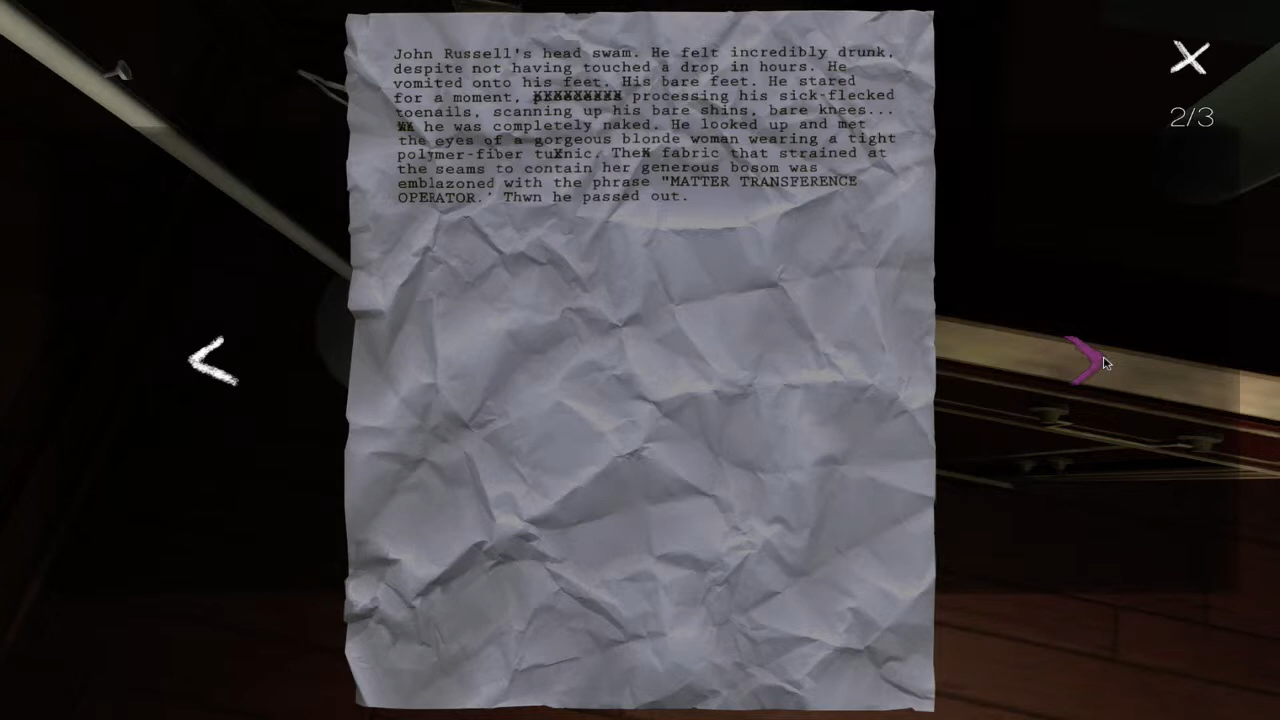 John Russell's head swam. He felt incredibly drunk,
despite not having touched a drop in hours. He
vomited onto his feet. His bare feet. He stared
for a moment, processing his sick-flecked
toenails, scanning up his bare shins, bare knees...
he was completely naked. He looked up and met
the eyes of a gorgeous blonde woman wearing a tight
polymer-fiber tuXnic. TheX fabric that strained at
the seams to contain her generous bosom was
emblazoned with the phrase "MATTER TRANSFERENCE
OPERATOR.' Thwn he passed out.
2/3